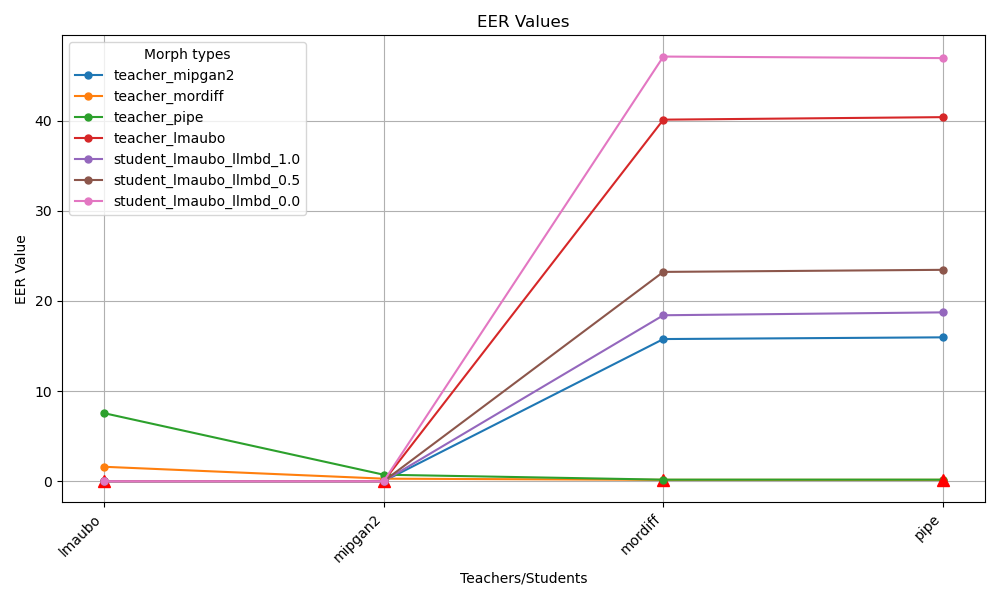 EER Values
Morph types
teacher_mipgan2
teacher_mordiff
teacher_pipe
teacher_lmaubo
student_lmaubo_llmbd_1.0
student_lmaubo_llmbd_0.5
student_lmaubo_llmbd_0.0
EER Value
40
30
20
10
0
lmaubo
mipgan2
mordiff
pipe
Teachers/Students